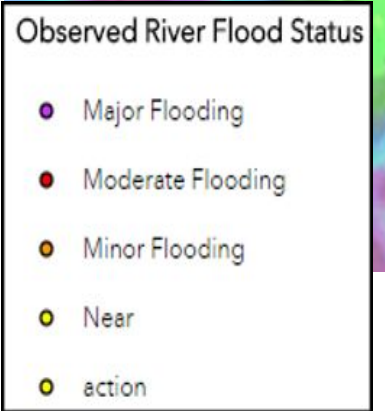 Observed River Flood Status
Major Flooding
Moderate Flooding
Minor Flooding
Near
action